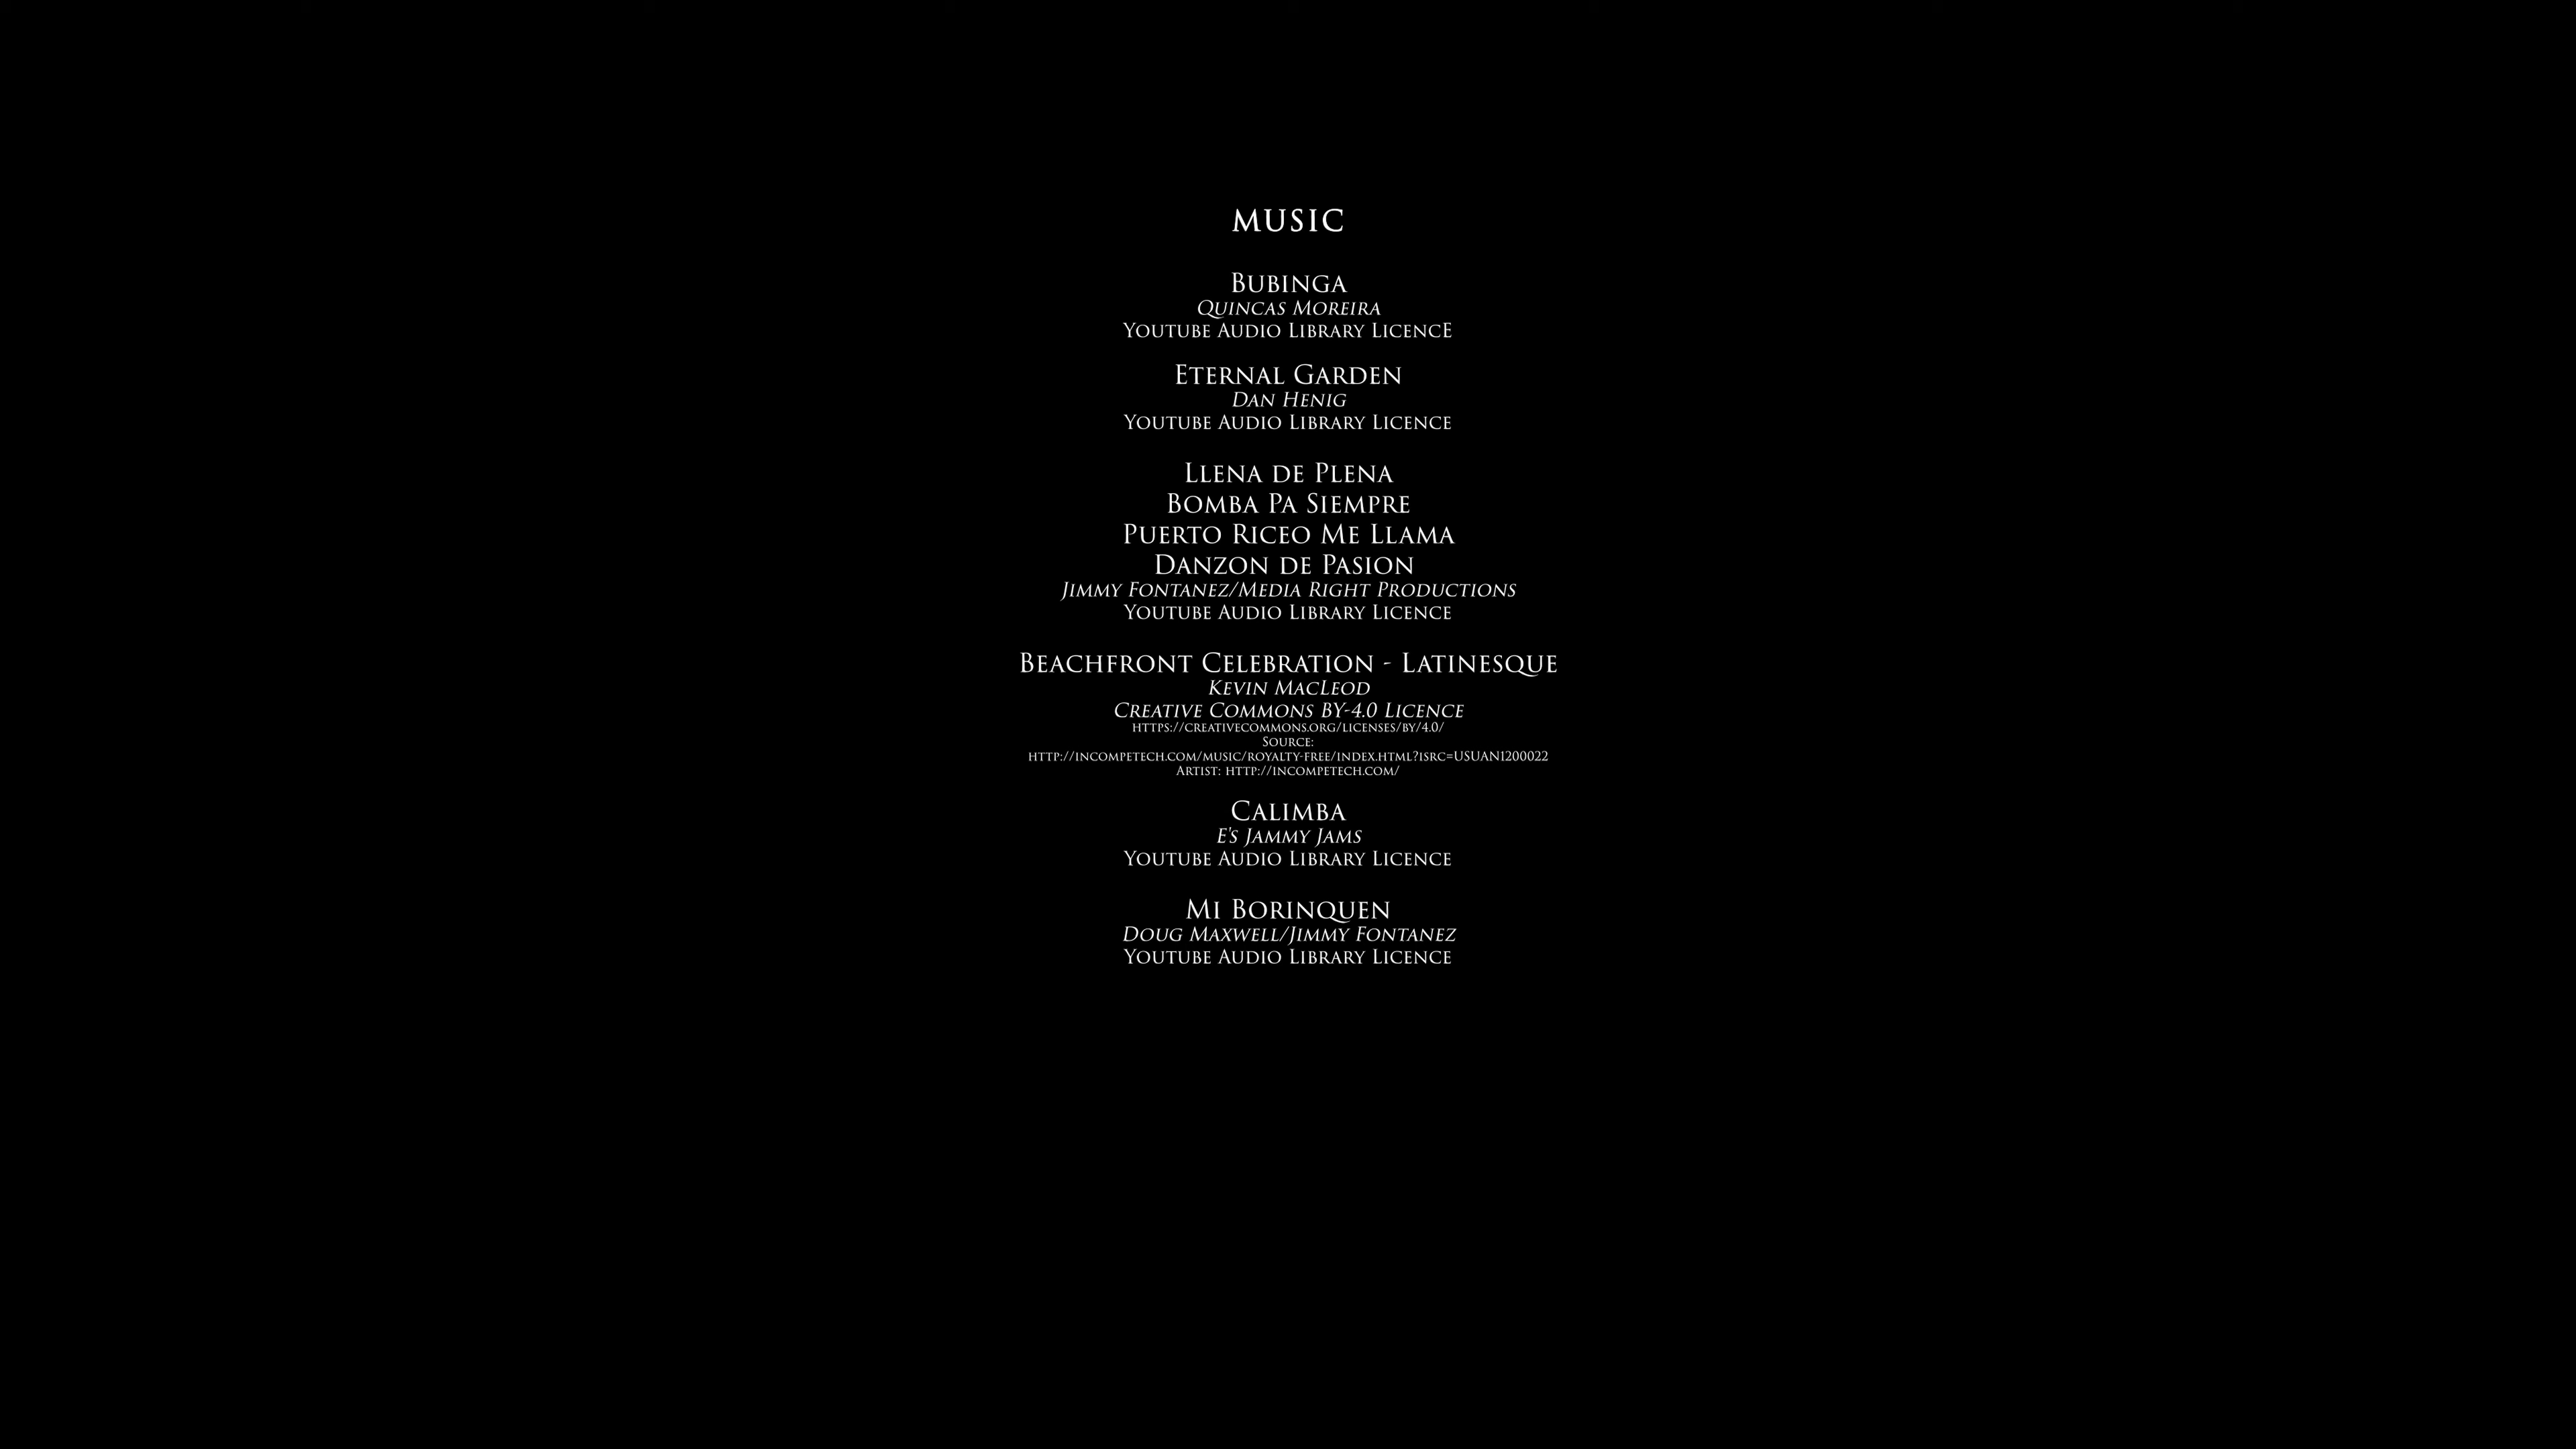 MUSIC
Bubinga
Quincas Moreira
Youtube Audio Library LicencE
Eternal Garden
Dan Henig
Youtube Audio Library Licence
Llena de Plena
Bomba Pa Siempre
Puerto Riceo Me Llama
Danzon de Pasion
Jimmy Fontanez/Media Right Productions
Youtube Audio Library Licence
Beachfront Celebration - Latinesque
Kevin MacLeod
Creative Commons BY-4.0 Licence
https://creativecommons.org/licenses/by/4.0/
Source:
http://incompetech.com/music/royalty-free/index.html?isrc=USUAN1200022
Artist: http://incompetech.com/
Calimba
E's Jammy Jams
Youtube Audio Library Licence
Mi Borinquen
Doug Maxwell/Jimmy Fontanez
Youtube Audio Library Licence